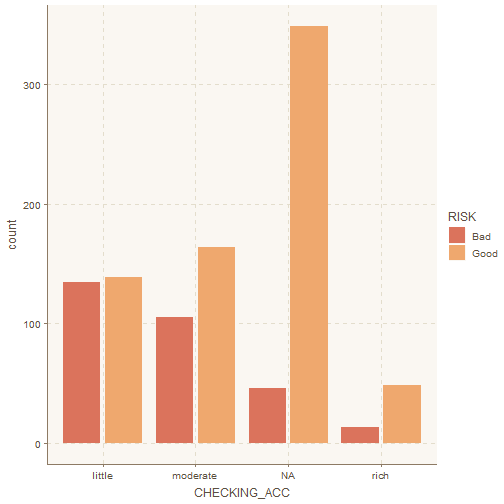 300
200
100
0
count
little moderate NA rich
CHECKING_ACC
RISK
Bad
Good